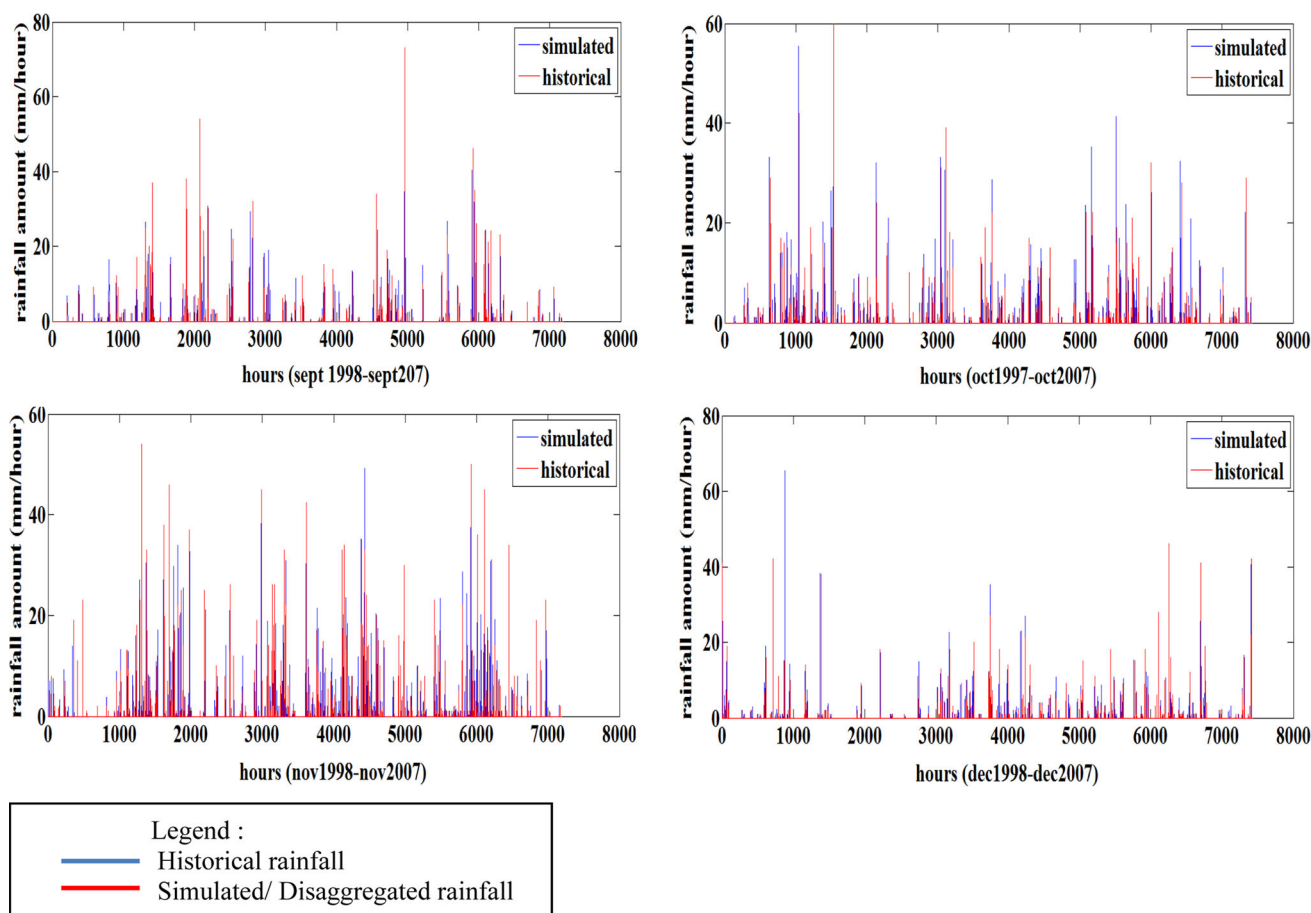 rainfall amount (mm/hour)
80
60
40
20
0
simulated
historical
0 1000 2000 3000 4000 5000 6000 7000 8000
hours (sept 1998-sept207)
rainfall amount (mm/hour)
60
40
20
0
simulated
historical
0 1000 2000 3000 4000 5000 6000 7000 8000
hours (oct1997-oct2007)
rainfall amount (mm/hour)
60
40
20
0
simulated
historical
0 1000 2000 3000 4000 5000 6000 7000 8000
hours (nov1998-nov2007)
rainfall amount (mm/hour)
80
60
40
20
0
simulated
historical
0 1000 2000 3000 4000 5000 6000 7000 8000
hours (dec1998-dec2007)
Legend :
Historical rainfall
Simulated/ Disaggregated rainfall